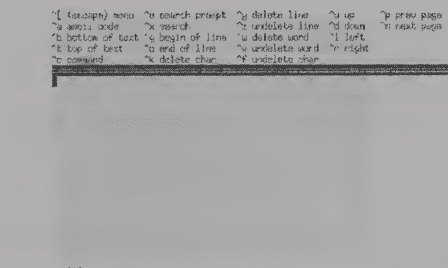 ^[ (escape) menu ^e search prompt ^y delete line ^u up ^p prev page
^a ascii code ^x search ^z undelete line ^d down ^n next page
^b bottom of text ^g begin of line ^w delete word ^l left
^t top of text ^o end of line ^v undelete word ^r right
^c command ^k delete char ^f undelete char